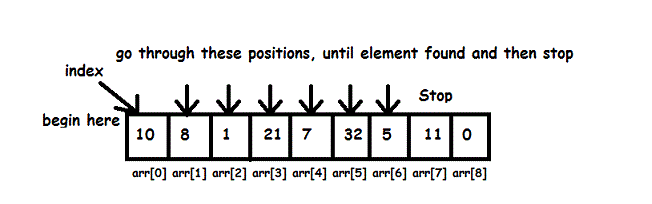 go through these positions, until element found and then stop
index
Stop
begin here
10 8 1 21 7 32 5 11 0
arr[0] arr[1] arr[2] arr[3] arr[4] arr[5] arr[6] arr[7] arr[8]